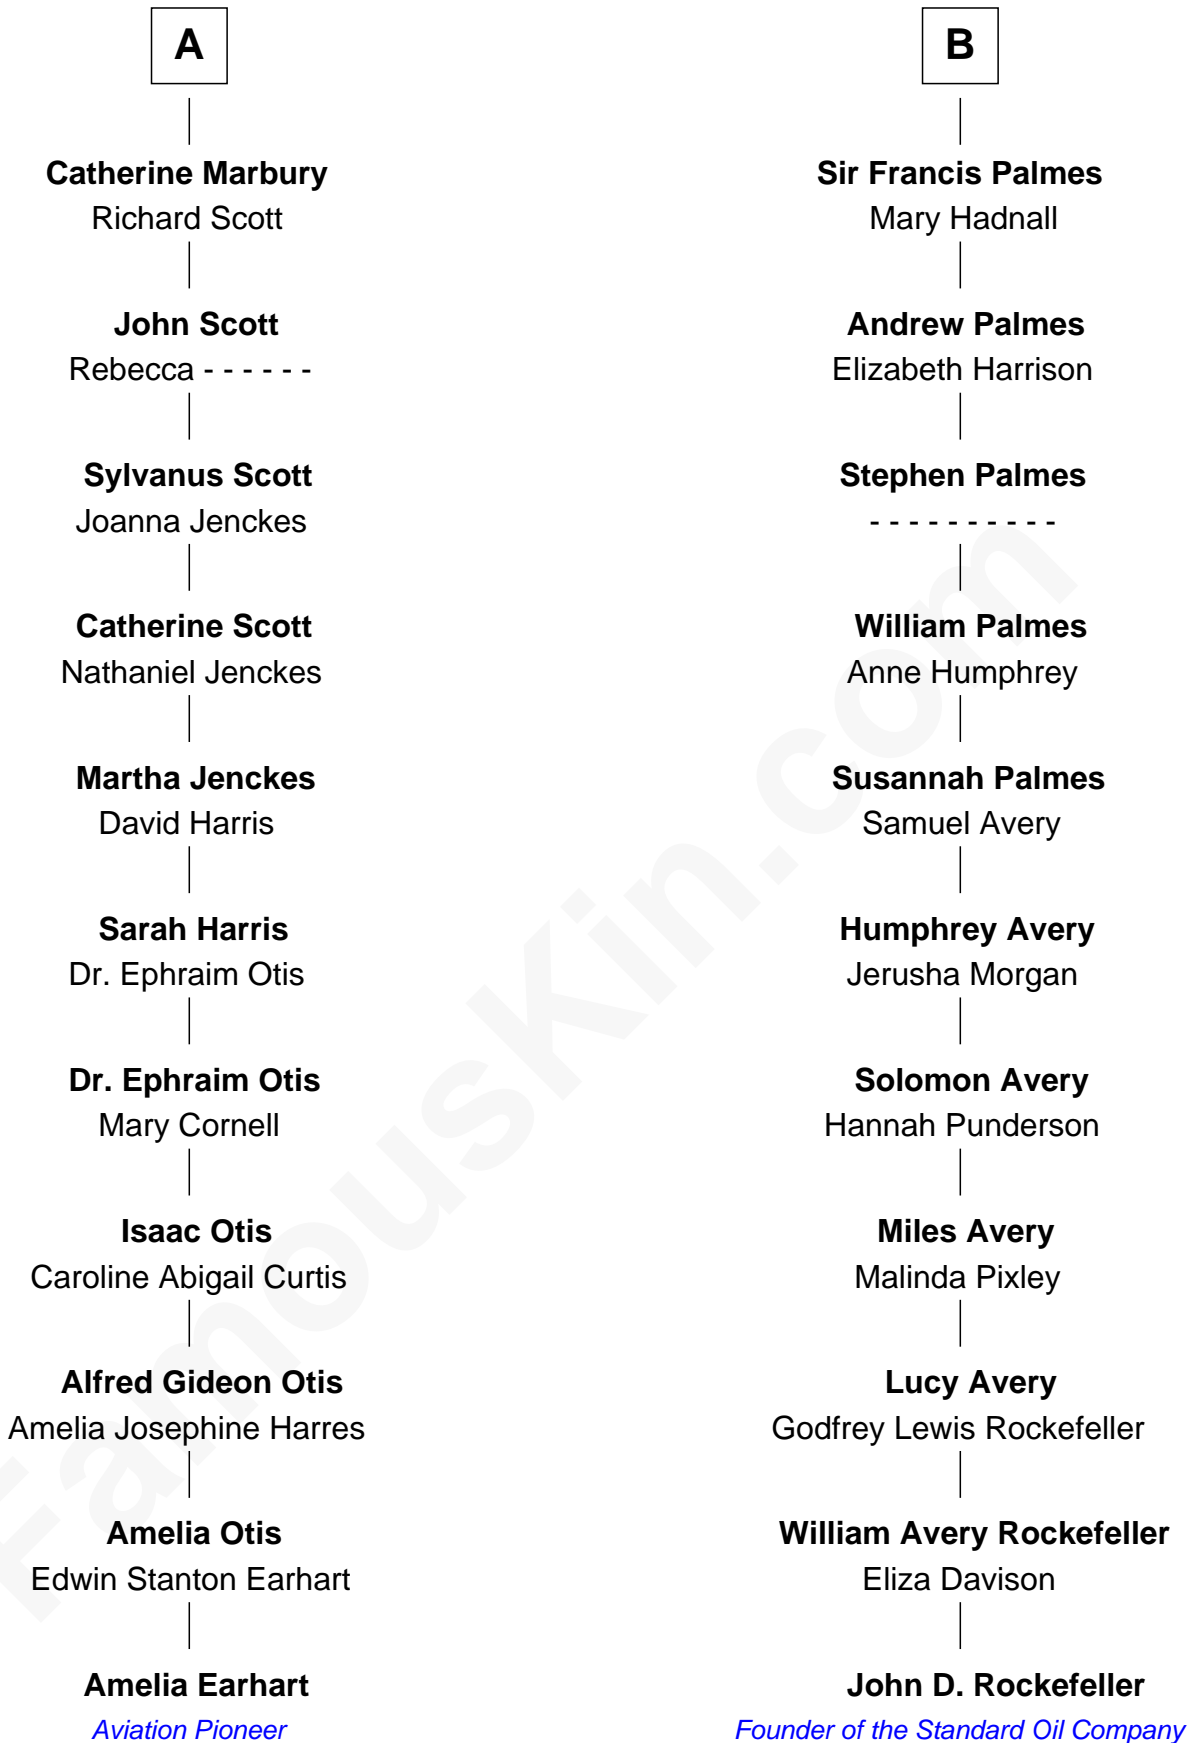 A
Catherine Marbury
Richard Scott
John Scott
Rebecca - - - - - -
Sylvanus Scott
Joanna Jenckes
Catherine Scott
Nathaniel Jenckes
Martha Jenckes
David Harris
Sarah Harris
Dr. Ephraim Otis
Dr. Ephraim Otis
Mary Cornell
Isaac Otis
Caroline Abigail Curtis
Alfred Gideon Otis
Amelia Josephine Harres
Amelia Otis
Edwin Stanton Earhart
Amelia Earhart
Aviation Pioneer
B
Sir Francis Palmes
Mary Hadnall
Andrew Palmes
Elizabeth Harrison
Stephen Palmes
- - - - - - - - - -
William Palmes
Anne Humphrey
Susannah Palmes
Samuel Avery
Humphrey Avery
Jerusha Morgan
Solomon Avery
Hannah Punderson
Miles Avery
Malinda Pixley
Lucy Avery
Godfrey Lewis Rockefeller
William Avery Rockefeller
Eliza Davison
John D. Rockefeller
Founder of the Standard Oil Company
FamousKin.com